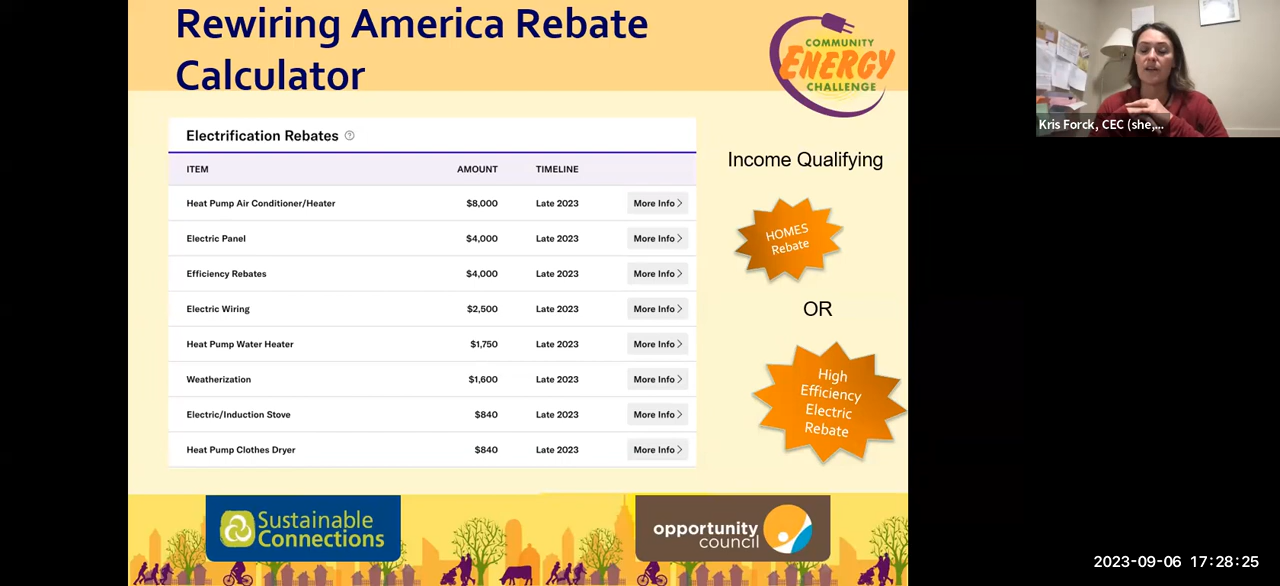 Rewiring America Rebate
Calculator
COMMUNITY
ENERGY
CHALLENGE
Kris Forck, CEC (she,...
Electrification Rebates ?
ITEM AMOUNT TIMELINE
Heat Pump Air Conditioner/Heater $8,000 Late 2023 More Info >
Electric Panel $4,000 Late 2023 More Info >
Efficiency Rebates $4,000 Late 2023 More Info >
Electric Wiring $2,500 Late 2023 More Info >
Heat Pump Water Heater $1,750 Late 2023 More Info >
Weatherization $1,600 Late 2023 More Info >
Electric/Induction Stove $840 Late 2023 More Info >
Heat Pump Clothes Dryer $840 Late 2023 More Info >
Income Qualifying
HOMES
Rebate
OR
High
Efficiency
Electric
Rebate
Sustainable
Connections
opportunity
council
2023-09-06 17:28:25